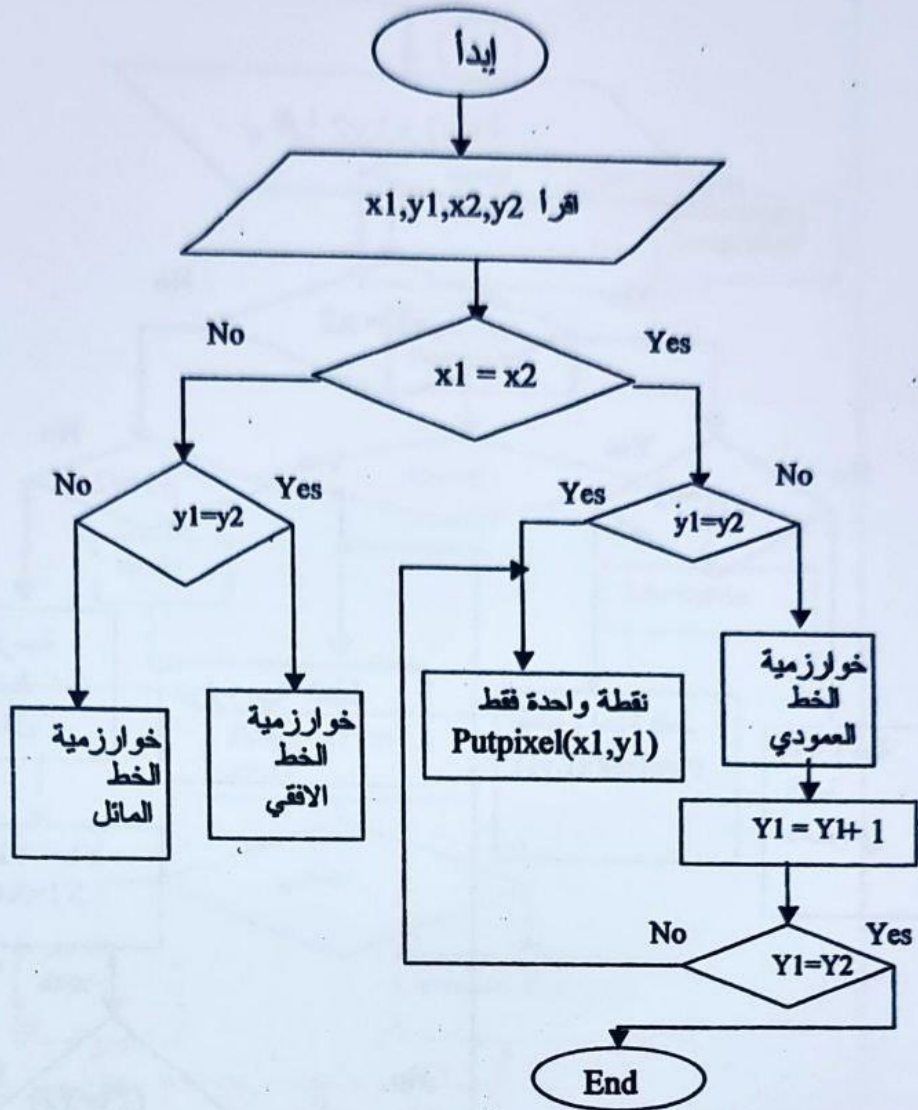 إبدأ
اقرأ x1,y1,x2,y2
No
Yes
x1 = x2
No
Yes
y1=y2
Yes
No
y1=y2
خوارزمية
الخط
المائل
خوارزمية
الخط
الافقي
نقطة واحدة فقط
Putpixel(x1,y1)
خوارزمية
الخط
العمودي
Y1 = Y1+ 1
No
Yes
Y1=Y2
End